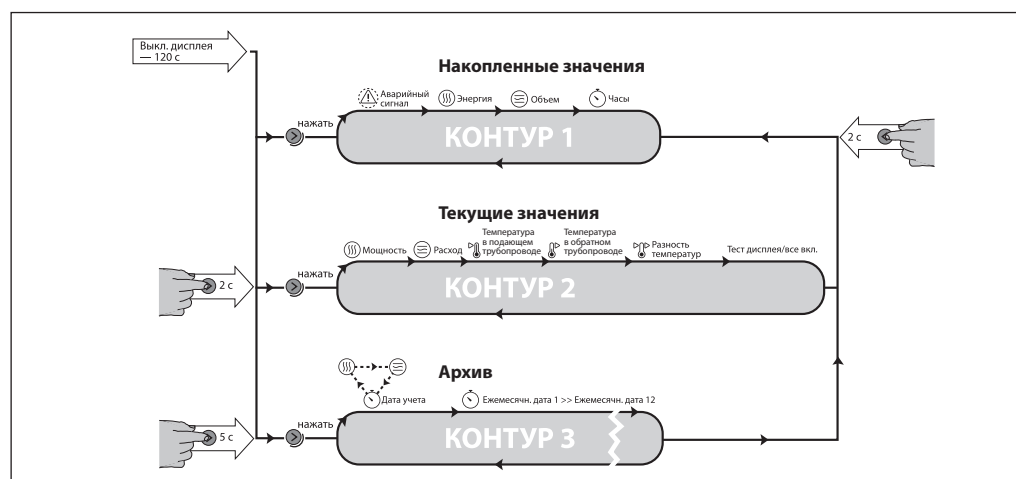 Выкл. дисплея
— 120 с
Накопленные значения
Аварийный
сигнал
Энергия
Объем
Часы
нажать
КОНТУР 1
2 с
Текущие значения
Мощность
Расход
Температура
в подающем
трубопроводе
Температура
в обратном
трубопроводе
Разность
температур
Тест дисплея/все вкл.
нажать
2 с
КОНТУР 2
Архив
Дата учета
Ежемесячн. дата 1 >> Ежемесячн. дата 12
нажать
5 с
КОНТУР 3